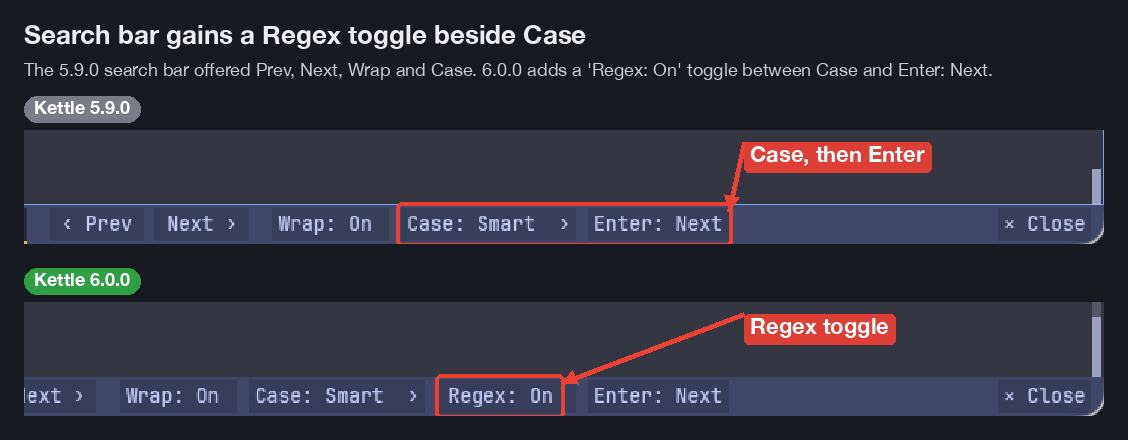 Search bar gains a Regex toggle beside Case
The 5.9.0 search bar offered Prev, Next, Wrap and Case. 6.0.0 adds a 'Regex: On' toggle between Case and Enter: Next.
Kettle 5.9.0
Case, then Enter
‹ Prev Next › Wrap: On Case: Smart › Enter: Next × Close
Kettle 6.0.0
Regex toggle
ext › Wrap: On Case: Smart › Regex: On Enter: Next × Close